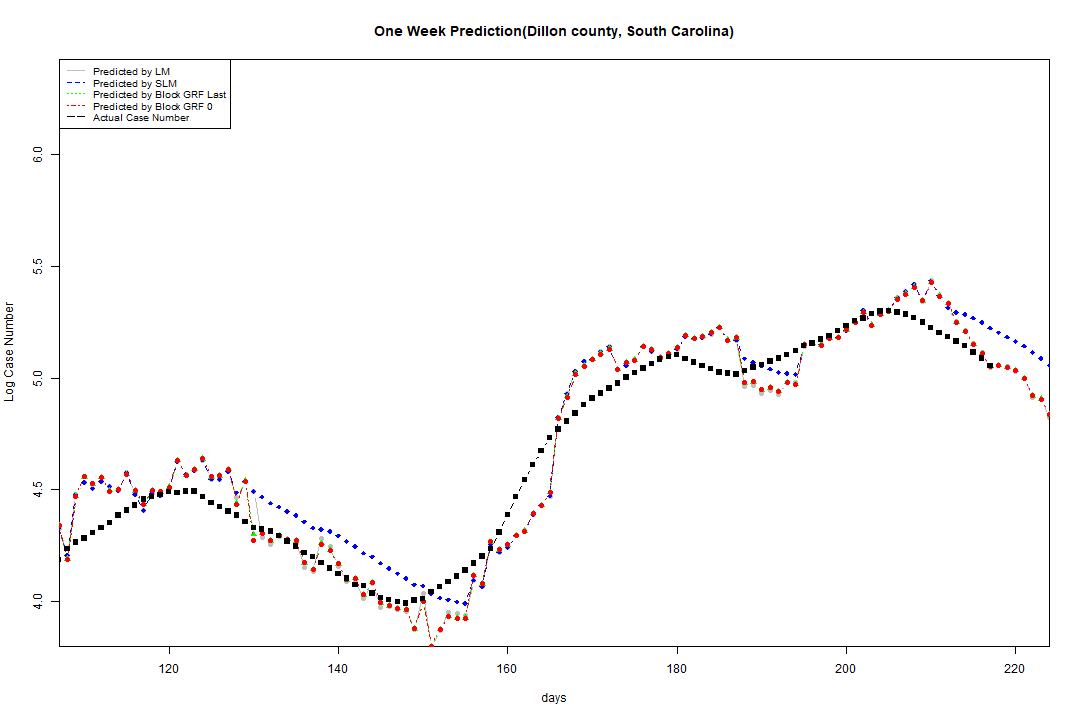 One Week Prediction(Dillon county, South Carolina)
Predicted by LM
Predicted by SLM
Predicted by Block GRF Last
Predicted by Block GRF 0
Actual Case Number
6.0
5.5
5.0
4.5
4.0
Log Case Number
120 140 160 180 200 220
days